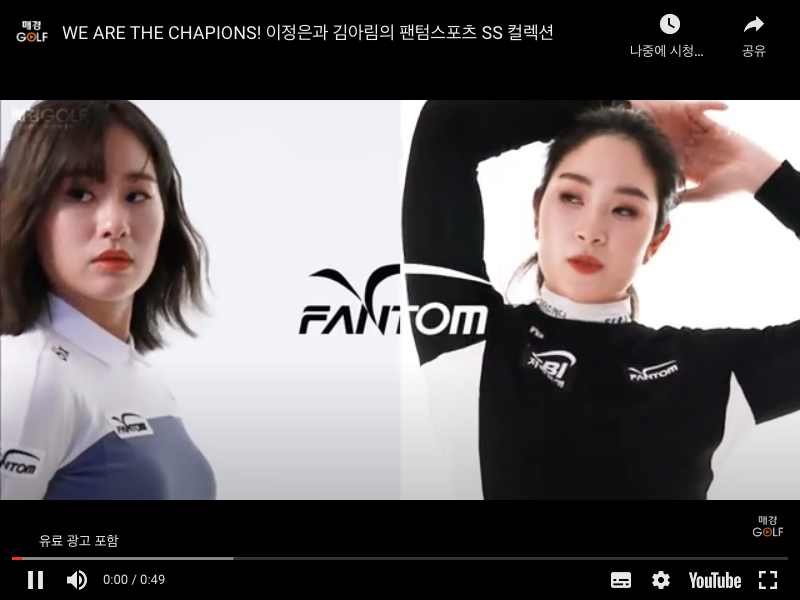 매경
GOLF
WE ARE THE CHAPIONS! 이정은과 김아림의 팬텀스포츠 SS 컬렉션
나중에 시청...
공유
FANTOM
FANTOM
NTOM
FANTOM
매경
GOLF
유료 광고 포함
0:00 / 0:49
YouTube